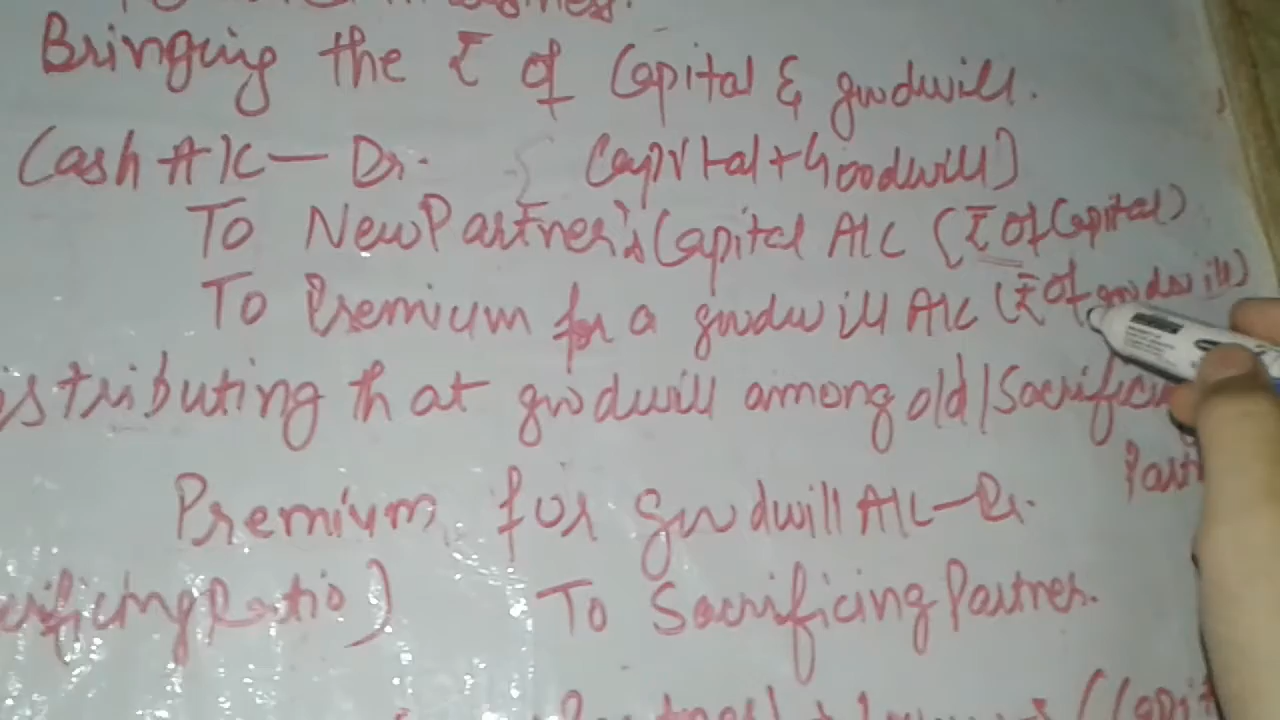 Bringing the ₹ of Capital & goodwill.
Cash A/C — Dr. { Capital + Goodwill)
To New Partner's Capital A/C (₹ of Capital)
To Premium for a goodwill A/C (₹ of goodwill)
istributing that goodwill among old/Sacrificin
Partn
Premium for goodwill A/C — Dr.
rificing Ratio) To Sacrificing Partner.